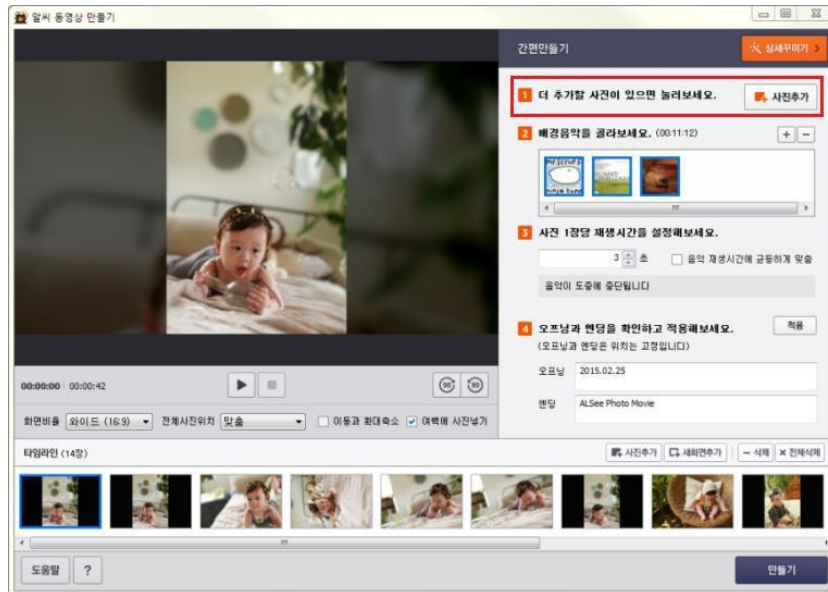 알씨 동영상 만들기
간편만들기
상세꾸미기 >
1 더 추가할 사진이 있으면 눌러보세요.
사진추가
2 배경음악을 골라보세요. (00:11:12)
+ −
3 사진 1장당 재생시간을 설정해보세요.
3 초
음악 재생시간에 균등하게 맞춤
음악이 도중에 중단됩니다
4 오프닝과 엔딩을 확인하고 적용해보세요.
적용
(오프닝과 엔딩은 위치는 고정입니다)
오프닝 2015.02.25
엔딩 ALSee Photo Movie
00:00:00 00:00:42
90 90
화면비율 와이드 (16:9) 전체사진위치 맞춤 이동과 확대축소 여백에 사진넣기
타임라인 (14장)
사진추가 새화면추가 − 삭제 × 전체삭제
도움말 ?
만들기